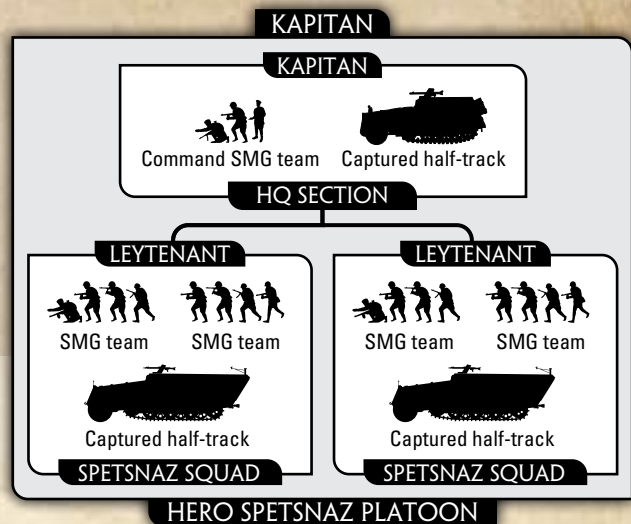 KAPITAN
KAPITAN
Command SMG team Captured half-track
HQ SECTION
LEYTENANT
SMG team SMG team
Captured half-track
SPETSNAZ SQUAD
LEYTENANT
SMG team SMG team
Captured half-track
SPETSNAZ SQUAD
HERO SPETSNAZ PLATOON